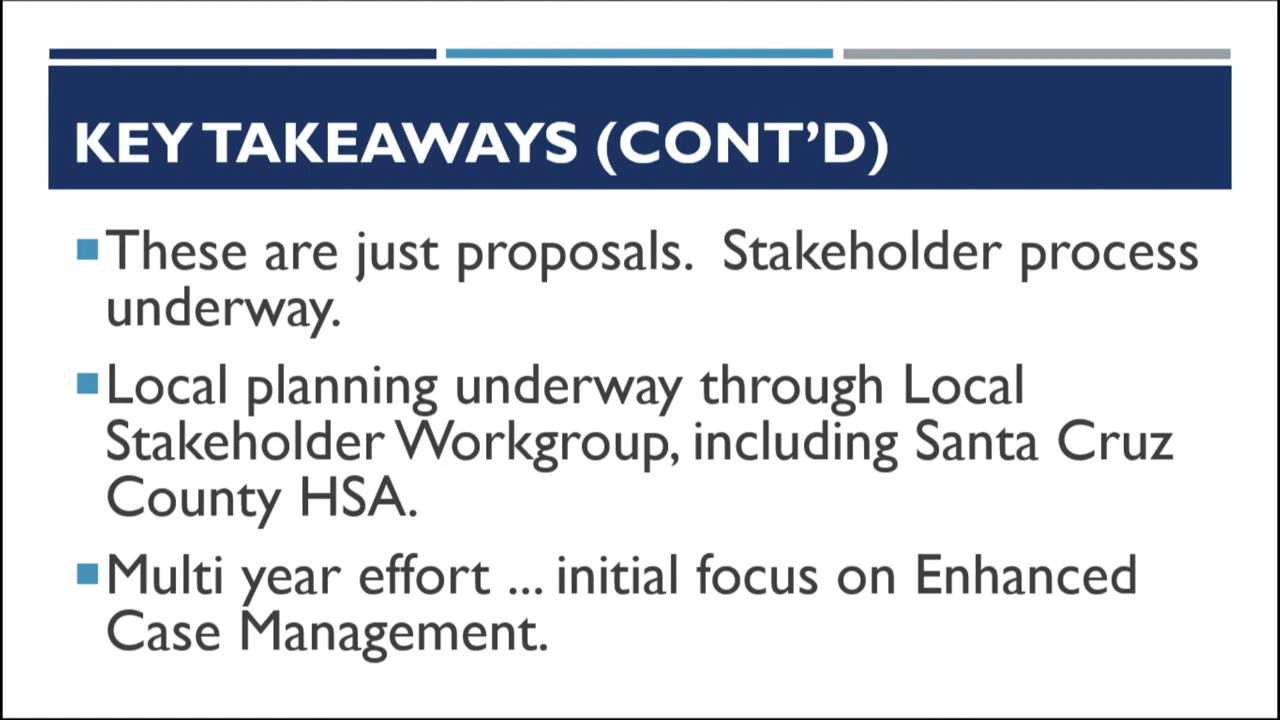 KEY TAKEAWAYS (CONT’D)
These are just proposals. Stakeholder process
underway.
Local planning underway through Local
Stakeholder Workgroup, including Santa Cruz
County HSA.
Multi year effort ... initial focus on Enhanced
Case Management.